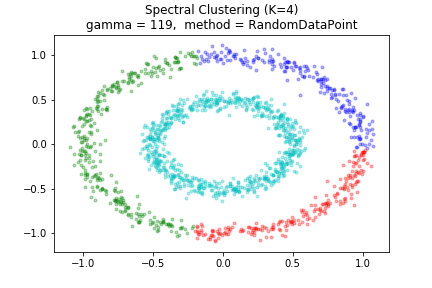 Spectral Clustering (K=4)
gamma = 119,  method = RandomDataPoint
1.0
0.5
0.0
−0.5
−1.0
−1.0 −0.5 0.0 0.5 1.0